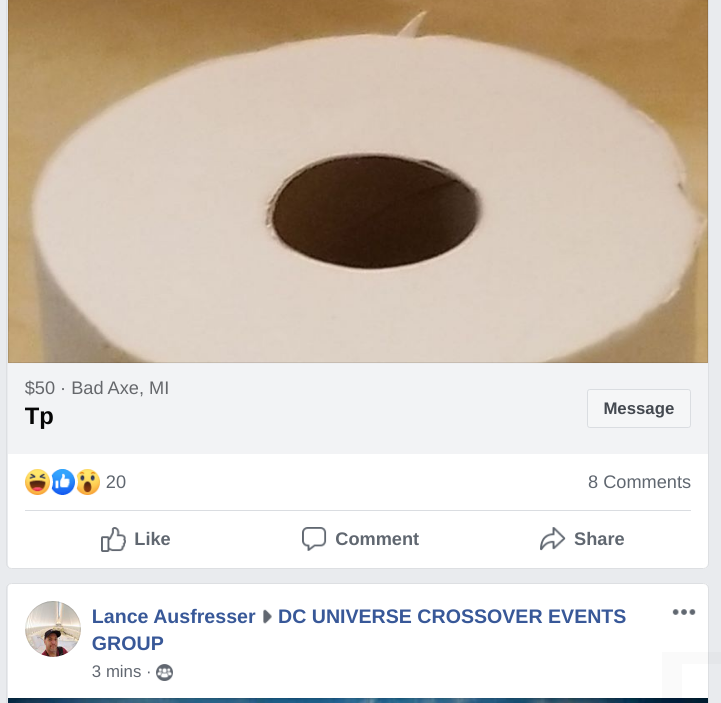 $50 · Bad Axe, MI
Tp
Message
20
8 Comments
Like
Comment
Share
Lance Ausfresser ▸ DC UNIVERSE CROSSOVER EVENTS
GROUP
3 mins ·